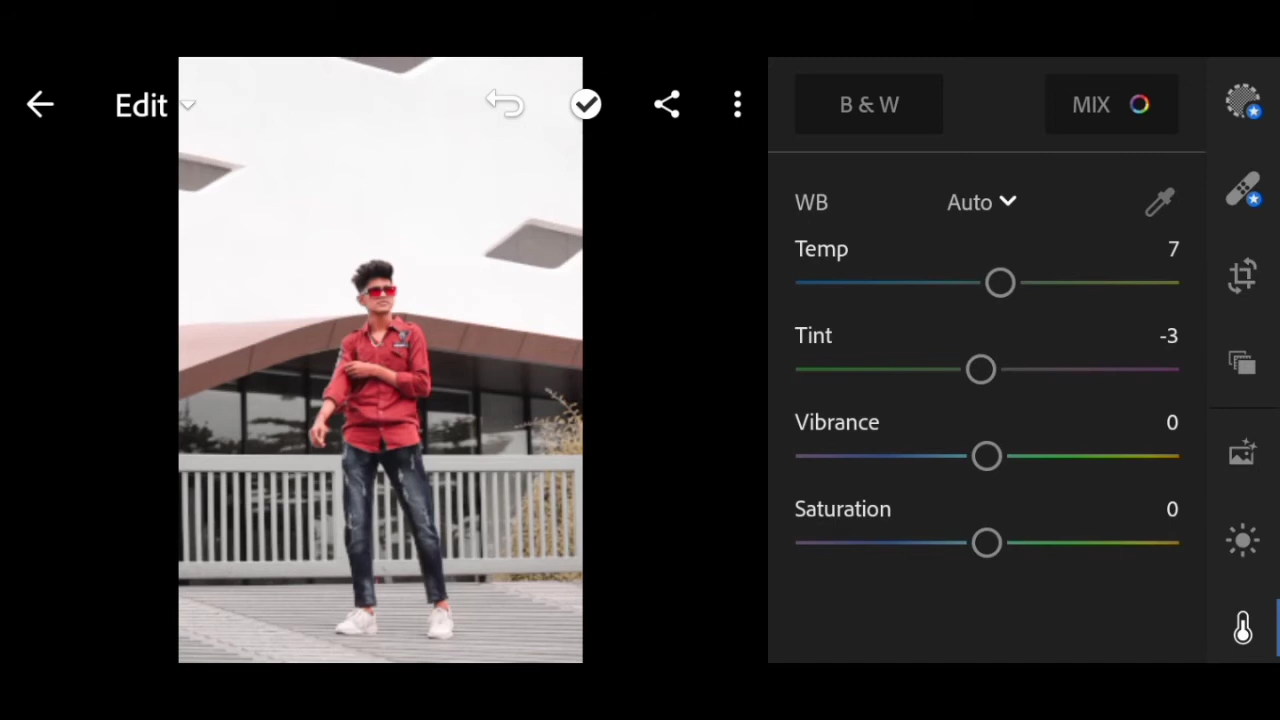 Edit
B & W
MIX
WB
Auto
Temp
7
Tint
-3
Vibrance
0
Saturation
0